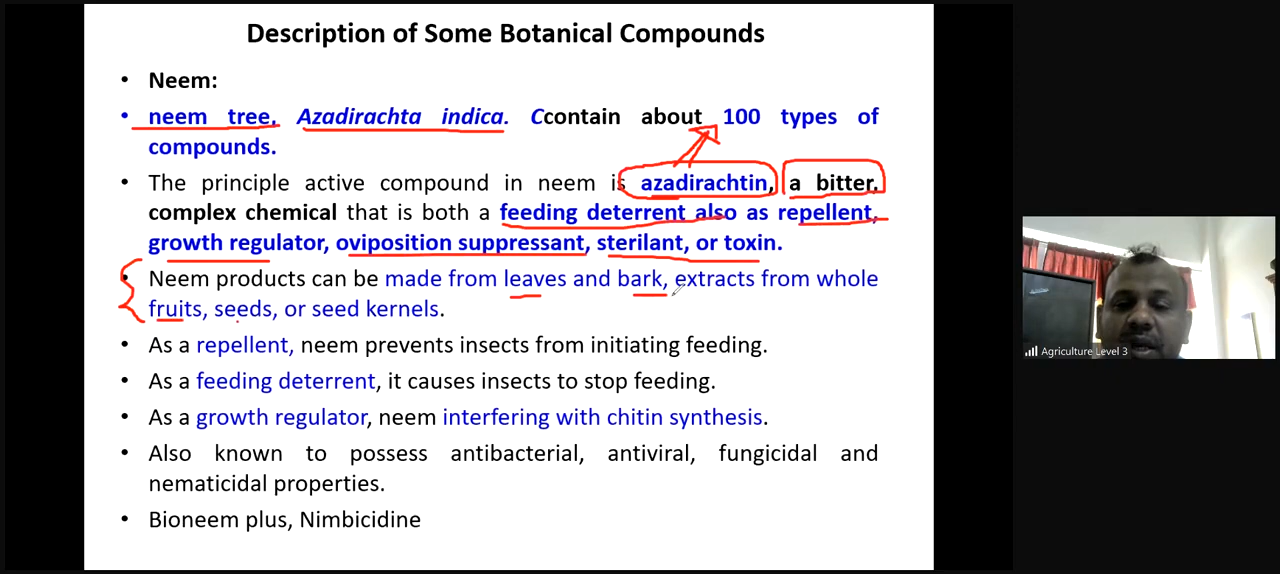 Description of Some Botanical Compounds
• Neem:
• neem tree, Azadirachta indica. Ccontain about 100 types of
compounds.
• The principle active compound in neem is azadirachtin, a bitter,
complex chemical that is both a feeding deterrent also as repellent,
growth regulator, oviposition suppressant, sterilant, or toxin.
• Neem products can be made from leaves and bark, extracts from whole
fruits, seeds, or seed kernels.
• As a repellent, neem prevents insects from initiating feeding.
• As a feeding deterrent, it causes insects to stop feeding.
• As a growth regulator, neem interfering with chitin synthesis.
• Also known to possess antibacterial, antiviral, fungicidal and
nematicidal properties.
• Bioneem plus, Nimbicidine
Agriculture Level 3